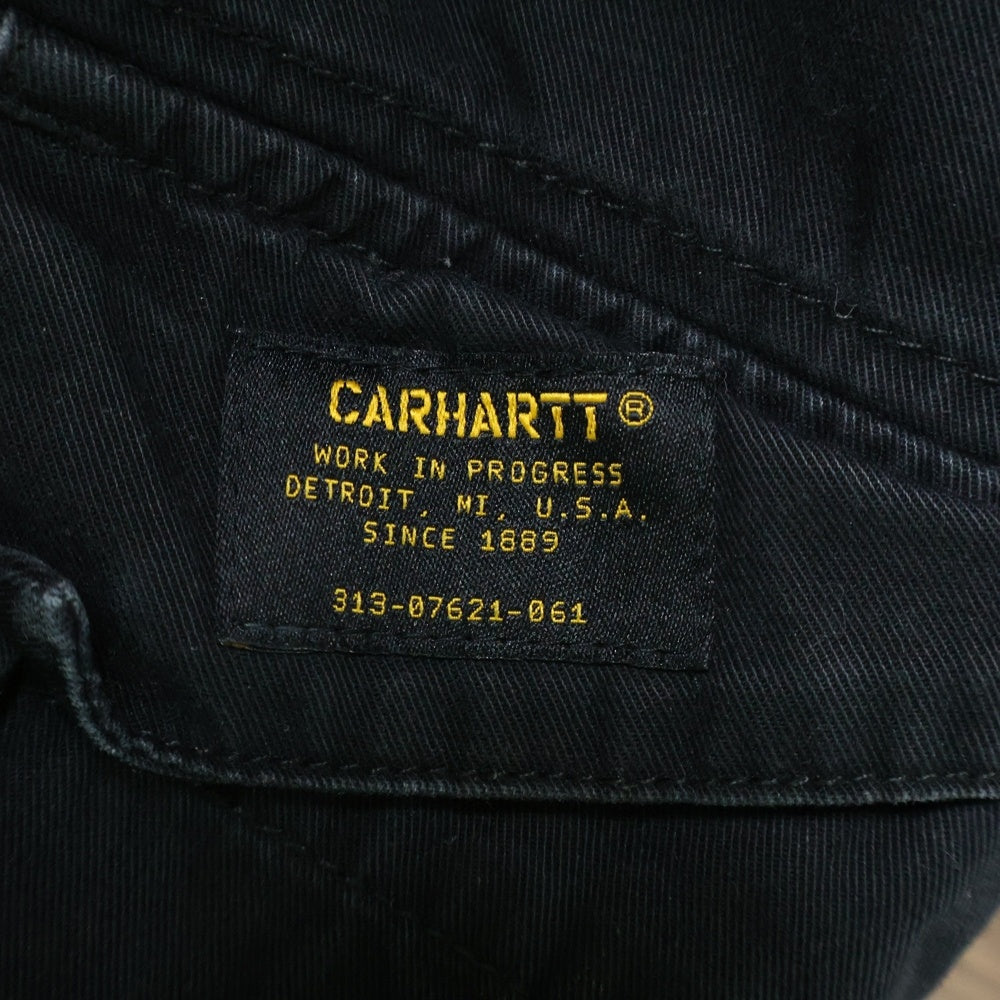 CARHARTT®
WORK IN PROGRESS
DETROIT, MI, U.S.A.
SINCE 1889
313-07621-061